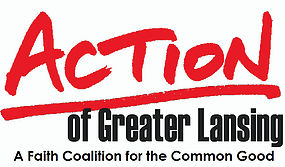 ACTION
of Greater Lansing
A Faith Coalition for the Common Good